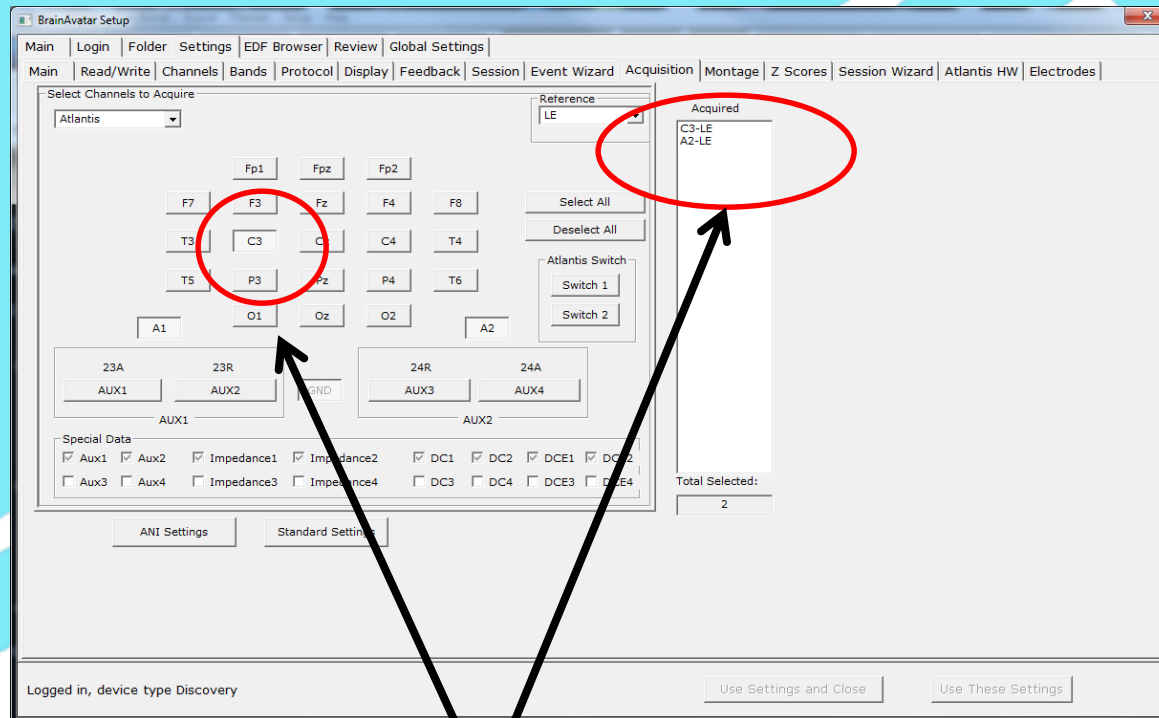 BrainAvatar Setup
Main Login Folder Settings EDF Browser Review Global Settings
Main Read/Write Channels Bands Protocol Display Feedback Session Event Wizard Acquisition Montage Z Scores Session Wizard Atlantis HW Electrodes
Select Channels to Acquire
Atlantis
Reference
LE
Acquired
C3-LE
A2-LE
Fp1 Fpz Fp2
F7 F3 Fz F4 F8
Select All
T3 C3 C4 T4
Deselect All
T5 P3 Pz P4 T6
Atlantis Switch
Switch 1
Switch 2
O1 Oz O2
A1 A2
23A 23R 24R 24A
AUX1 AUX2 GND AUX3 AUX4
AUX1 AUX2
Special Data
Aux1 Aux2 Impedance1 Impedance2 DC1 DC2 DCE1
Aux3 Aux4 Impedance3 Impedance4 DC3 DC4 DCE3 DCE4
Total Selected:
2
ANI Settings Standard Settings
Logged in, device type Discovery
Use Settings and Close Use These Settings